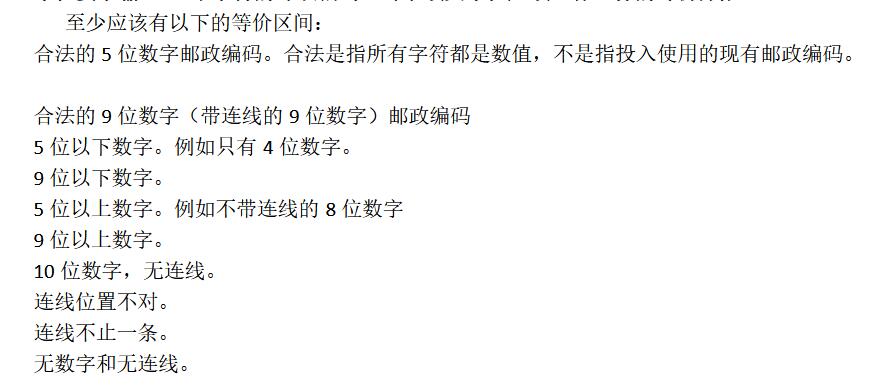 至少应该有以下的等价区间：
合法的 5 位数字邮政编码。合法是指所有字符都是数值，不是指投入使用的现有邮政编码。
合法的 9 位数字（带连线的 9 位数字）邮政编码
5 位以下数字。例如只有 4 位数字。
9 位以下数字。
5 位以上数字。例如不带连线的 8 位数字
9 位以上数字。
10 位数字，无连线。
连线位置不对。
连线不止一条。
无数字和无连线。